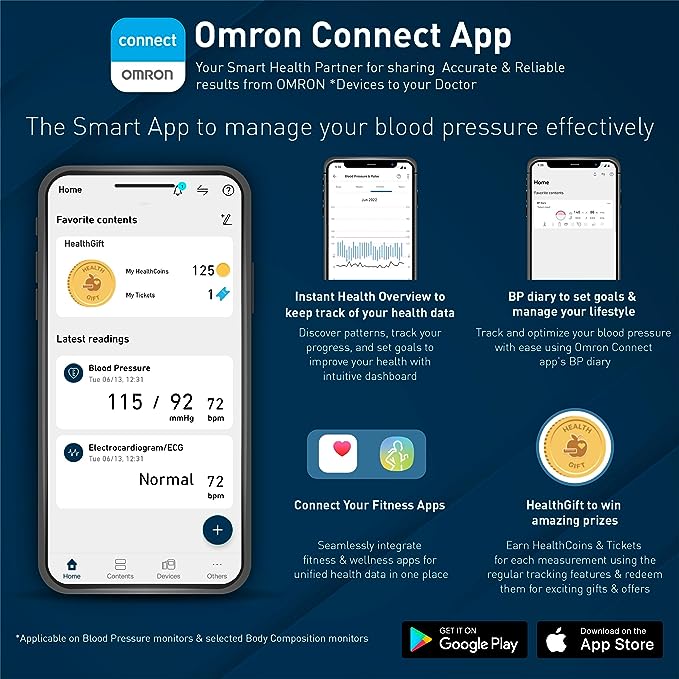 connect
OMRON
Omron Connect App
Your Smart Health Partner for sharing Accurate & Reliable
results from OMRON *Devices to your Doctor
The Smart App to manage your blood pressure effectively
Home
Favorite contents
HealthGift
HEALTH
GIFT
My HealthCoins 125
My Tickets 1
Latest readings
Blood Pressure
Tue 06/13, 12:31
115 / 92 72
mmHg bpm
Electrocardiogram/ECG
Tue 06/13, 12:31
Normal 72
bpm
+
Home Contents Devices Others
Blood Pressure & Pulse
Jun 2022
Instant Health Overview to
keep track of your health data
Discover patterns, track your
progress, and set goals to
improve your health with
intuitive dashboard
Home
Favorite contents
BP diary to set goals &
manage your lifestyle
Track and optimize your blood pressure
with ease using Omron Connect
app's BP diary
Connect Your Fitness Apps
Seamlessly integrate
fitness & wellness apps for
unified health data in one place
HEALTH
GIFT
HealthGift to win
amazing prizes
Earn HealthCoins & Tickets
for each measurement using the
regular tracking features & redeem
them for exciting gifts & offers
*Applicable on Blood Pressure monitors & selected Body Composition monitors
GET IT ON
Google Play
Download on the
App Store